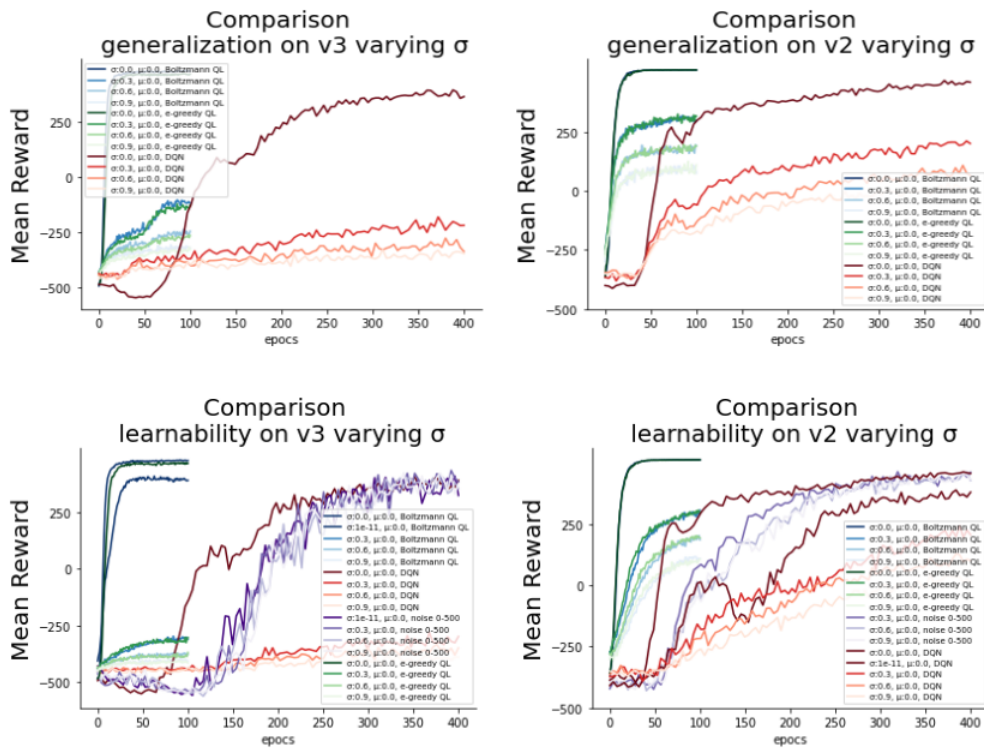 Comparison
generalization on v3 varying σ
Mean Reward
250
0
−250
−500
σ:0.0, μ:0.0, Boltzmann QL
σ:0.3, μ:0.0, Boltzmann QL
σ:0.6, μ:0.0, Boltzmann QL
σ:0.9, μ:0.0, Boltzmann QL
σ:0.0, μ:0.0, e-greedy QL
σ:0.3, μ:0.0, e-greedy QL
σ:0.6, μ:0.0, e-greedy QL
σ:0.9, μ:0.0, e-greedy QL
σ:0.0, μ:0.0, DQN
σ:0.3, μ:0.0, DQN
σ:0.6, μ:0.0, DQN
σ:0.9, μ:0.0, DQN
0 50 100 150 200 250 300 350 400
epocs
Comparison
generalization on v2 varying σ
Mean Reward
250
0
−250
−500
σ:0.0, μ:0.0, Boltzmann QL
σ:0.3, μ:0.0, Boltzmann QL
σ:0.6, μ:0.0, Boltzmann QL
σ:0.9, μ:0.0, Boltzmann QL
σ:0.0, μ:0.0, e-greedy QL
σ:0.3, μ:0.0, e-greedy QL
σ:0.6, μ:0.0, e-greedy QL
σ:0.9, μ:0.0, e-greedy QL
σ:0.0, μ:0.0, DQN
σ:0.3, μ:0.0, DQN
σ:0.6, μ:0.0, DQN
σ:0.9, μ:0.0, DQN
0 50 100 150 200 250 300 350 400
epocs
Comparison
learnability on v3 varying σ
Mean Reward
250
0
−250
−500
σ:0.0, μ:0.0, Boltzmann QL
σ:1e-11, μ:0.0, Boltzmann QL
σ:0.3, μ:0.0, Boltzmann QL
σ:0.6, μ:0.0, Boltzmann QL
σ:0.9, μ:0.0, Boltzmann QL
σ:0.0, μ:0.0, DQN
σ:0.3, μ:0.0, DQN
σ:0.6, μ:0.0, DQN
σ:0.9, μ:0.0, DQN
σ:1e-11, μ:0.0, noise 0-500
σ:0.3, μ:0.0, noise 0-500
σ:0.6, μ:0.0, noise 0-500
σ:0.9, μ:0.0, noise 0-500
σ:0.0, μ:0.0, e-greedy QL
σ:0.3, μ:0.0, e-greedy QL
σ:0.6, μ:0.0, e-greedy QL
σ:0.9, μ:0.0, e-greedy QL
0 50 100 150 200 250 300 350 400
epocs
Comparison
learnability on v2 varying σ
Mean Reward
250
0
−250
−500
σ:0.0, μ:0.0, Boltzmann QL
σ:0.3, μ:0.0, Boltzmann QL
σ:0.6, μ:0.0, Boltzmann QL
σ:0.9, μ:0.0, Boltzmann QL
σ:0.0, μ:0.0, e-greedy QL
σ:0.3, μ:0.0, e-greedy QL
σ:0.6, μ:0.0, e-greedy QL
σ:0.9, μ:0.0, e-greedy QL
σ:0.3, μ:0.0, noise 0-500
σ:0.6, μ:0.0, noise 0-500
σ:0.9, μ:0.0, noise 0-500
σ:0.0, μ:0.0, DQN
σ:1e-11, μ:0.0, DQN
σ:0.3, μ:0.0, DQN
σ:0.6, μ:0.0, DQN
σ:0.9, μ:0.0, DQN
0 50 100 150 200 250 300 350 400
epocs